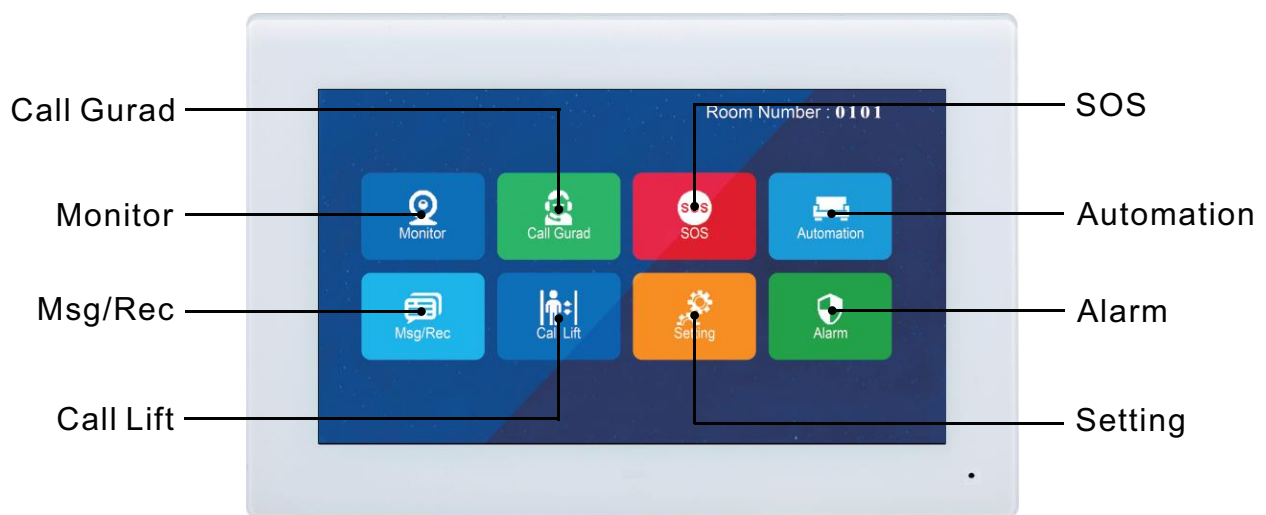 Call Gurad
SOS
Room Number : 0101
Monitor
Automation
Monitor
Call Gurad
SOS
SOS
Automation
Msg/Rec
Alarm
Msg/Rec
Call Lift
Setting
Alarm
Call Lift
Setting